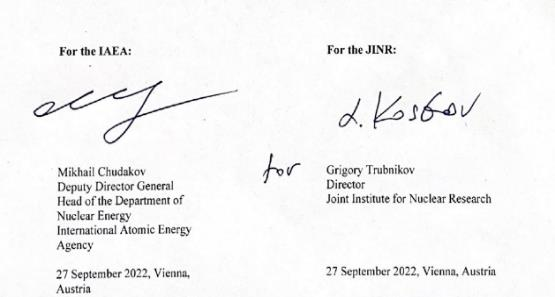 For the IAEA:
Mikhail Chudakov
Deputy Director General
Head of the Department of
Nuclear Energy
International Atomic Energy
Agency
27 September 2022, Vienna,
Austria
For the JINR:
for
Grigory Trubnikov
Director
Joint Institute for Nuclear Research
27 September 2022, Vienna, Austria